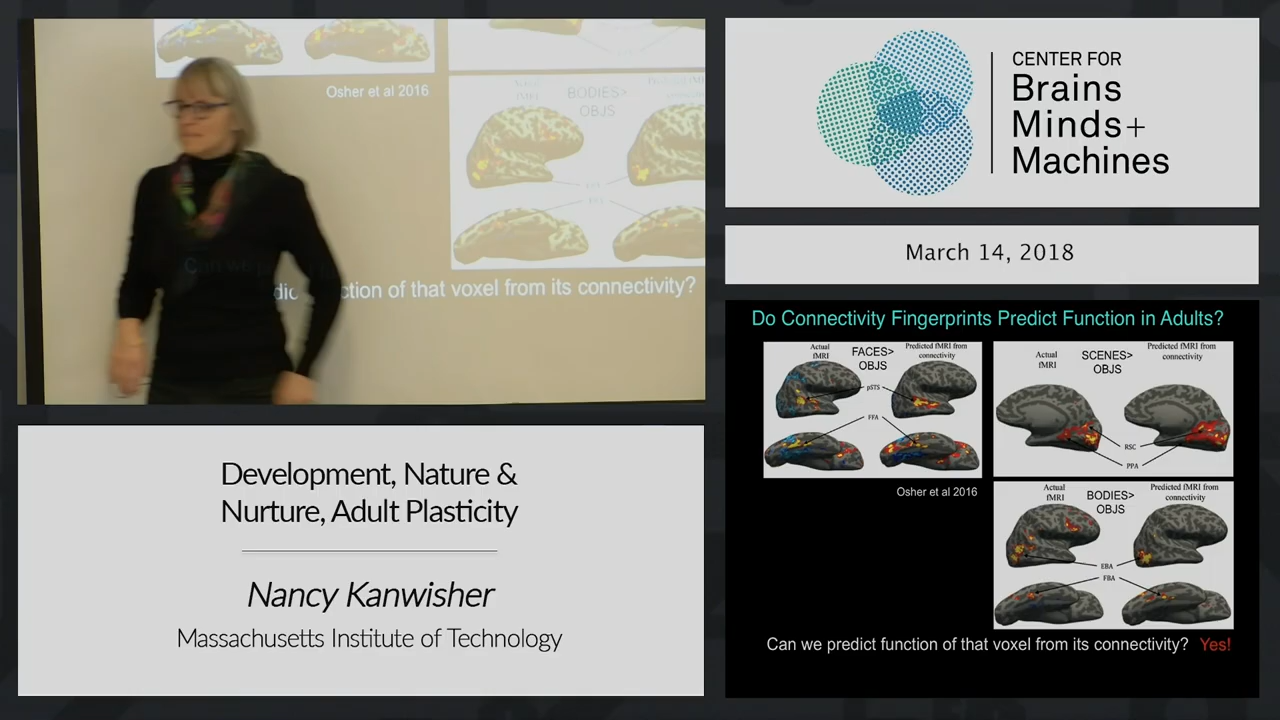 Osher et al 2016
BODIES>
OBJS
ction of that voxel from its connectivity?
CENTER FOR
Brains
Minds+
Machines
March 14, 2018
Development, Nature &
Nurture, Adult Plasticity
Nancy Kanwisher
Massachusetts Institute of Technology
Do Connectivity Fingerprints Predict Function in Adults?
Actual
fMRI
FACES>
OBJS
Predicted fMRI from
connectivity
pSTS
FFA
Osher et al 2016
Actual
fMRI
SCENES>
OBJS
Predicted fMRI from
connectivity
RSC
PPA
Actual
fMRI
BODIES>
OBJS
Predicted fMRI from
connectivity
EBA
FBA
Can we predict function of that voxel from its connectivity? Yes!